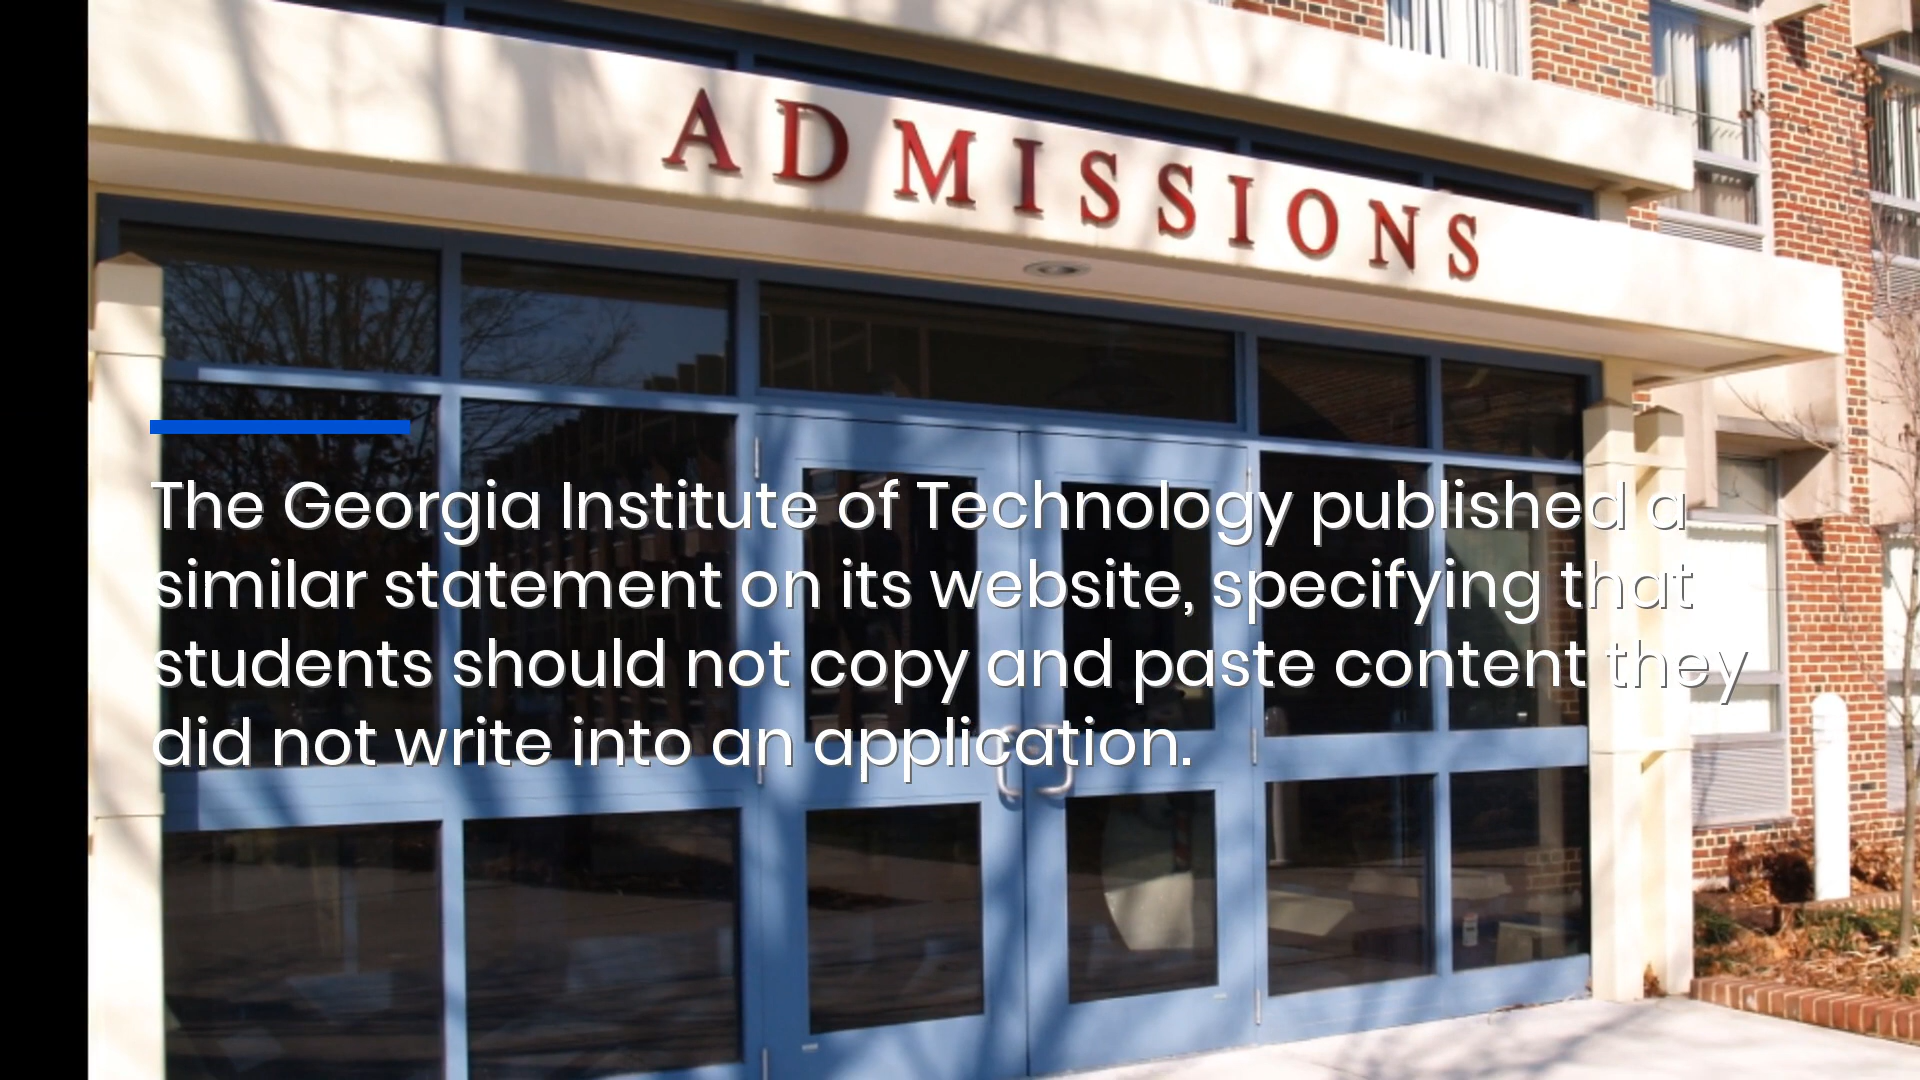 ADMISSIONS
The Georgia Institute of Technology published a
similar statement on its website, specifying that
students should not copy and paste content they
did not write into an application.